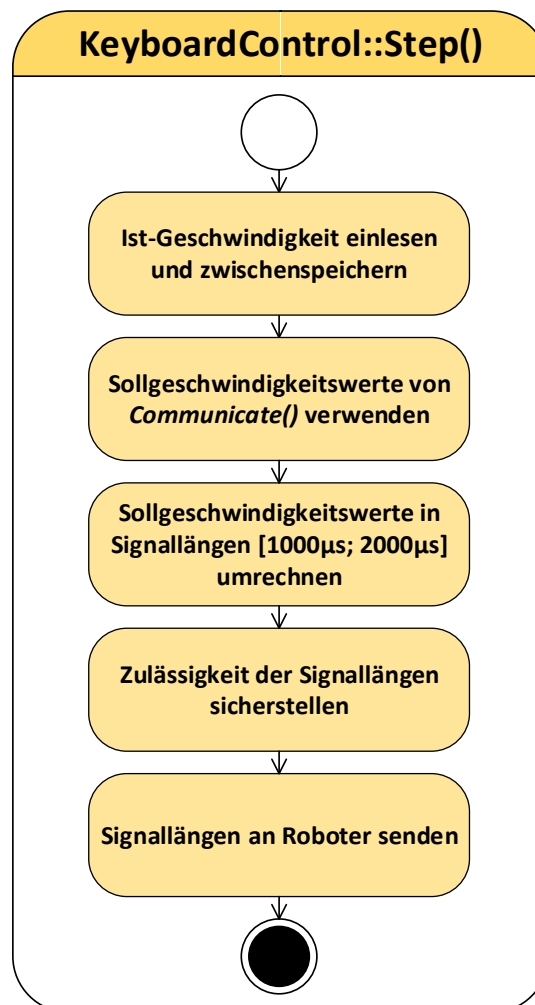 KeyboardControl::Step()
Ist-Geschwindigkeit einlesen
und zwischenspeichern
Sollgeschwindigkeitswerte von
Communicate() verwenden
Sollgeschwindigkeitswerte in
Signallängen [1000µs; 2000µs]
umrechnen
Zulässigkeit der Signallängen
sicherstellen
Signallängen an Roboter senden